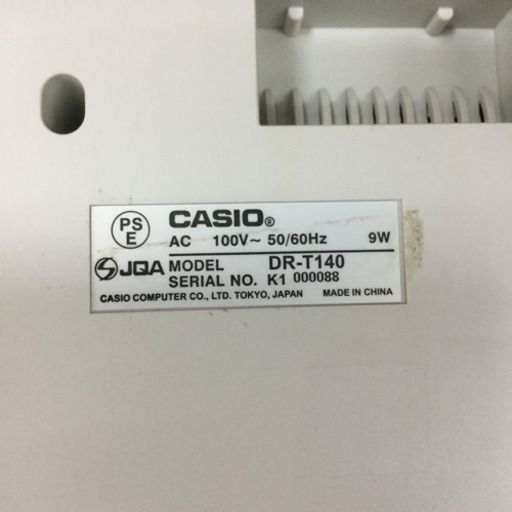 PS
E
CASIO®
AC 100V~ 50/60Hz 9W
JQA MODEL DR-T140
SERIAL NO. K1 000088
CASIO COMPUTER CO., LTD. TOKYO, JAPAN MADE IN CHINA